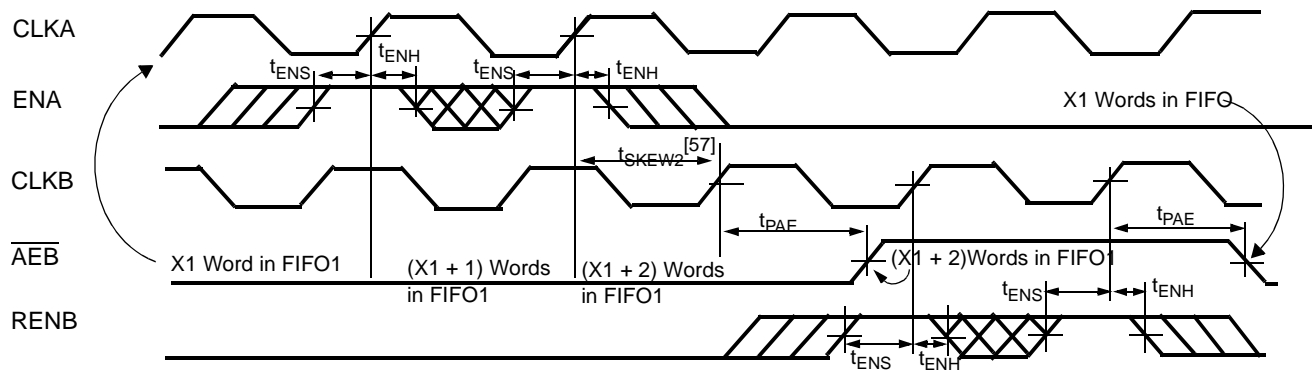 CLKA
tENH
tENS
tENS
tENH
ENA
X1 Words in FIFO
tSKEW2[57]
CLKB
tPAE
tPAE
AEB
X1 Word in FIFO1
(X1 + 1) Words
in FIFO1
(X1 + 2) Words
in FIFO1
(X1 + 2)Words in FIFO1
tENS
tENH
RENB
tENS
tENH